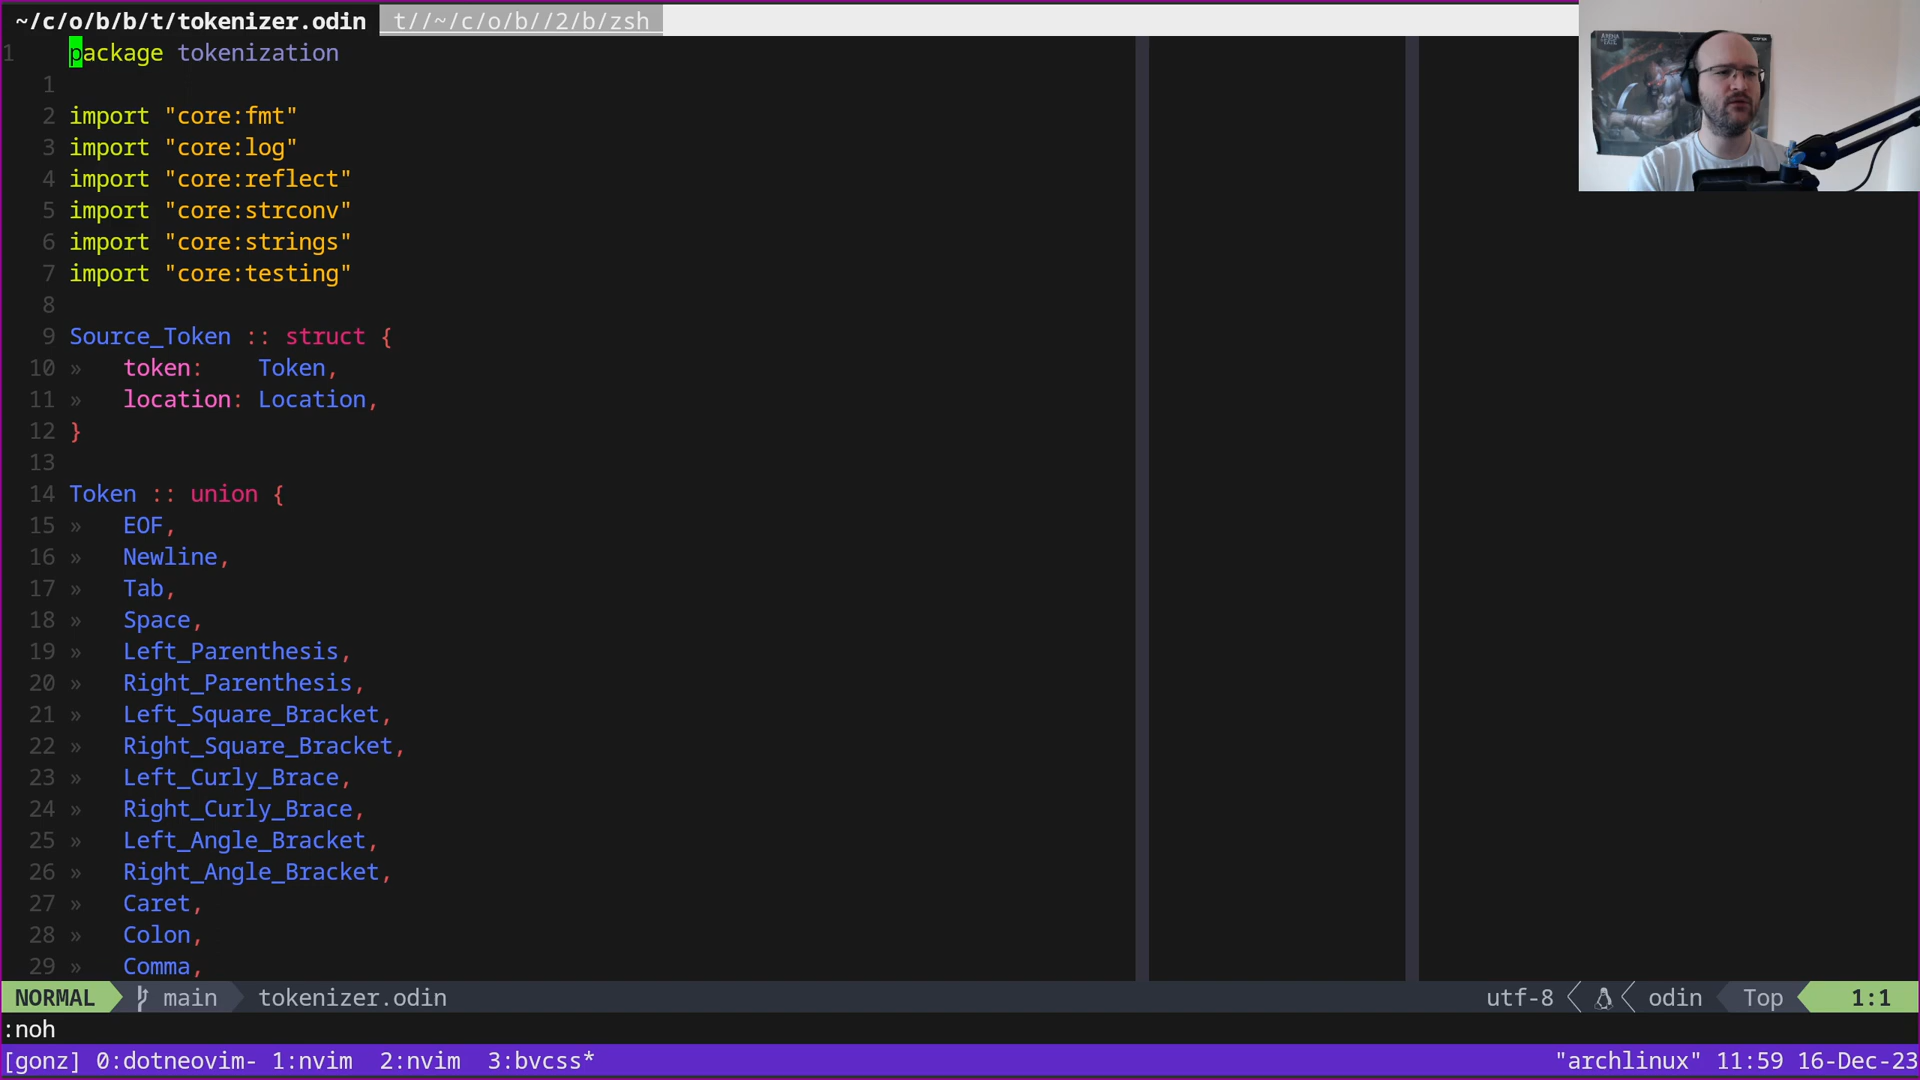 ~/c/o/b/b/t/tokenizer.odin t//~/c/o/b//2/b/zsh
1 package tokenization
1
2 import "core:fmt"
3 import "core:log"
4 import "core:reflect"
5 import "core:strconv"
6 import "core:strings"
7 import "core:testing"
8
9 Source_Token :: struct {
10 » token: Token,
11 » location: Location,
12 }
13
14 Token :: union {
15 » EOF,
16 » Newline,
17 » Tab,
18 » Space,
19 » Left_Parenthesis,
20 » Right_Parenthesis,
21 » Left_Square_Bracket,
22 » Right_Square_Bracket,
23 » Left_Curly_Brace,
24 » Right_Curly_Brace,
25 » Left_Angle_Bracket,
26 » Right_Angle_Bracket,
27 » Caret,
28 » Colon,
29 » Comma,
NORMAL main tokenizer.odin utf-8 odin Top 1:1
:noh
[gonz] 0:dotneovim- 1:nvim 2:nvim 3:bvcss* "archlinux" 11:59 16-Dec-23